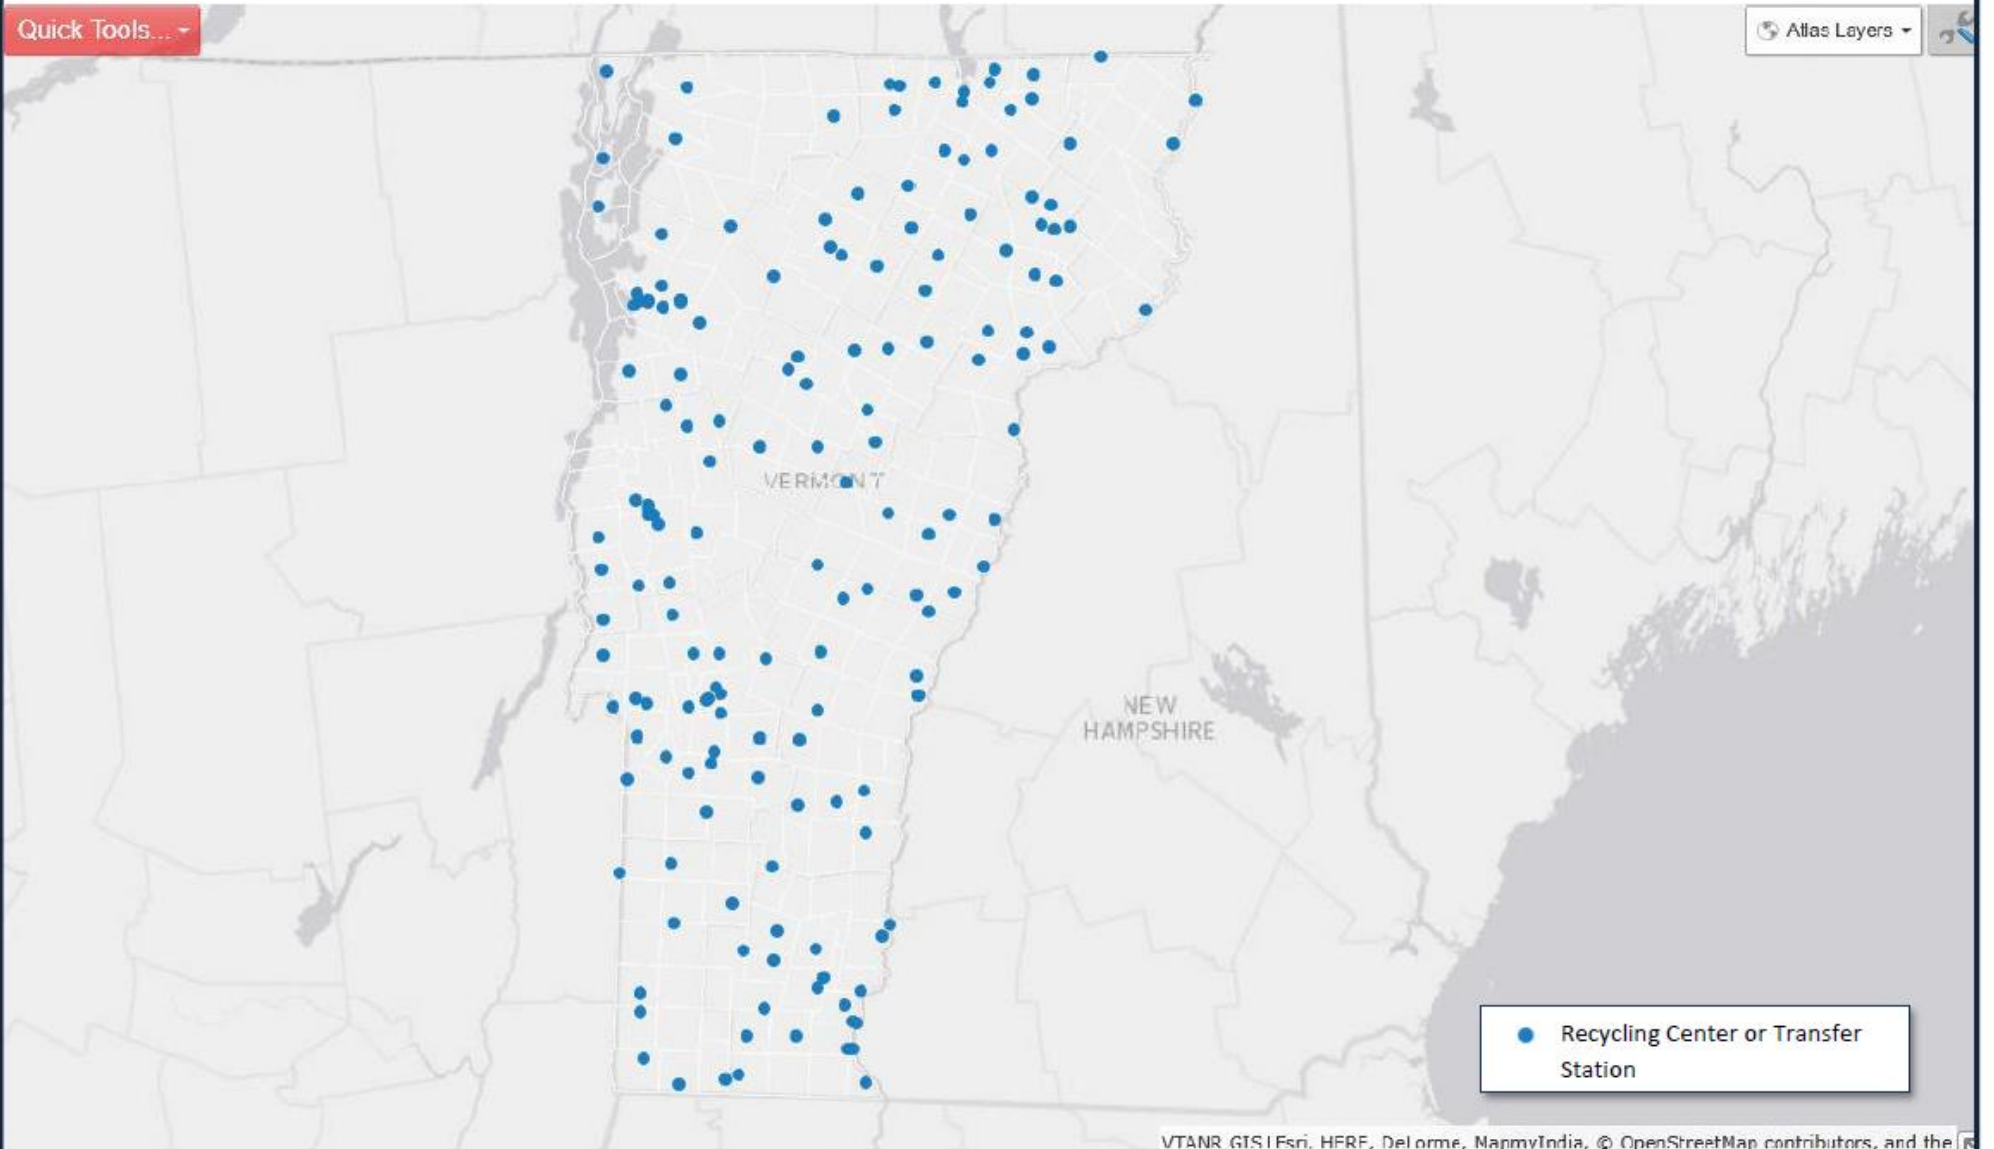 Quick Tools...
Atlas Layers
VERMONT
NEW
HAMPSHIRE
Recycling Center or Transfer
Station
VTANR GIS | Esri, HERE, DeLorme, MapmyIndia, © OpenStreetMap contributors, and the